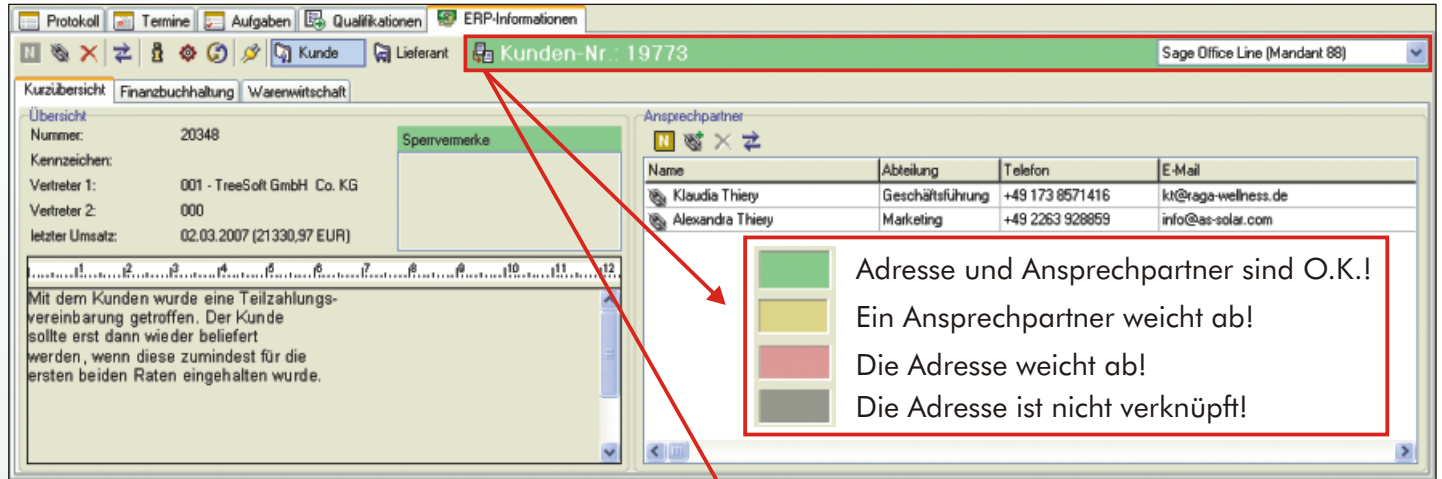 Protokoll Termine Aufgaben Qualifikationen ERP-Informationen
N Kunde Lieferant Kunden-Nr.: 19773 Sage Office Line (Mandant 88)
Kurzübersicht Finanzbuchhaltung Warenwirtschaft
Übersicht
Nummer: 20348
Kennzeichen:
Vertreter 1: 001 - TreeSoft GmbH Co. KG
Vertreter 2: 000
letzter Umsatz: 02.03.2007 (21330,97 EUR)
Sperrvermerke
1 2 3 4 5 6 7 8 9 10 11 12
Mit dem Kunden wurde eine Teilzahlungs-
vereinbarung getroffen. Der Kunde
sollte erst dann wieder beliefert
werden, wenn diese zumindest für die
ersten beiden Raten eingehalten wurde.
Ansprechpartner
N
Name Abteilung Telefon E-Mail
Klaudia Thiery Geschäftsführung +49 173 8571416 kt@raga-wellness.de
Alexandra Thiery Marketing +49 2263 928859 info@as-solar.com
Adresse und Ansprechpartner sind O.K.!
Ein Ansprechpartner weicht ab!
Die Adresse weicht ab!
Die Adresse ist nicht verknüpft!